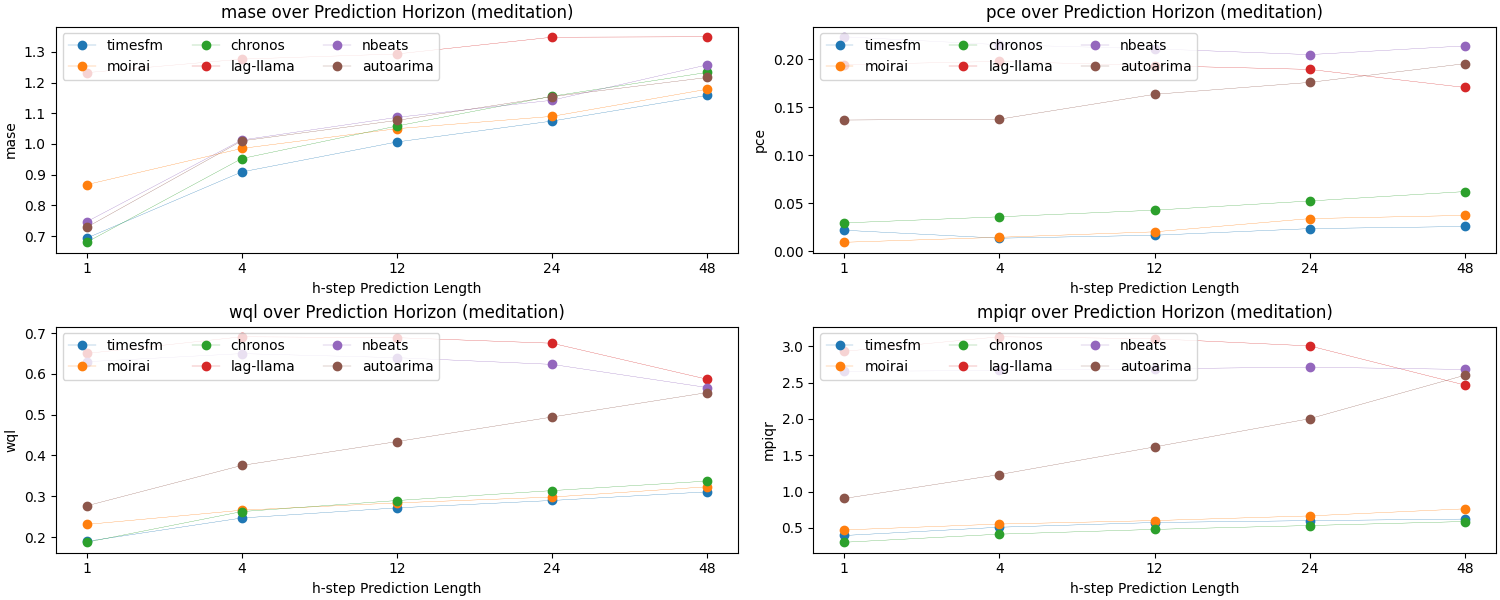 mase over Prediction Horizon (meditation)
timesfm chronos nbeats
moirai lag-llama autoarima
1.3
1.2
1.1
1.0
0.9
0.8
0.7
mase
1 4 12 24 48
h-step Prediction Length
pce over Prediction Horizon (meditation)
timesfm chronos nbeats
moirai lag-llama autoarima
0.20
0.15
0.10
0.05
0.00
pce
1 4 12 24 48
h-step Prediction Length
wql over Prediction Horizon (meditation)
timesfm chronos nbeats
moirai lag-llama autoarima
0.7
0.6
0.5
0.4
0.3
0.2
wql
1 4 12 24 48
h-step Prediction Length
mpiqr over Prediction Horizon (meditation)
timesfm chronos nbeats
moirai lag-llama autoarima
3.0
2.5
2.0
1.5
1.0
0.5
mpiqr
1 4 12 24 48
h-step Prediction Length